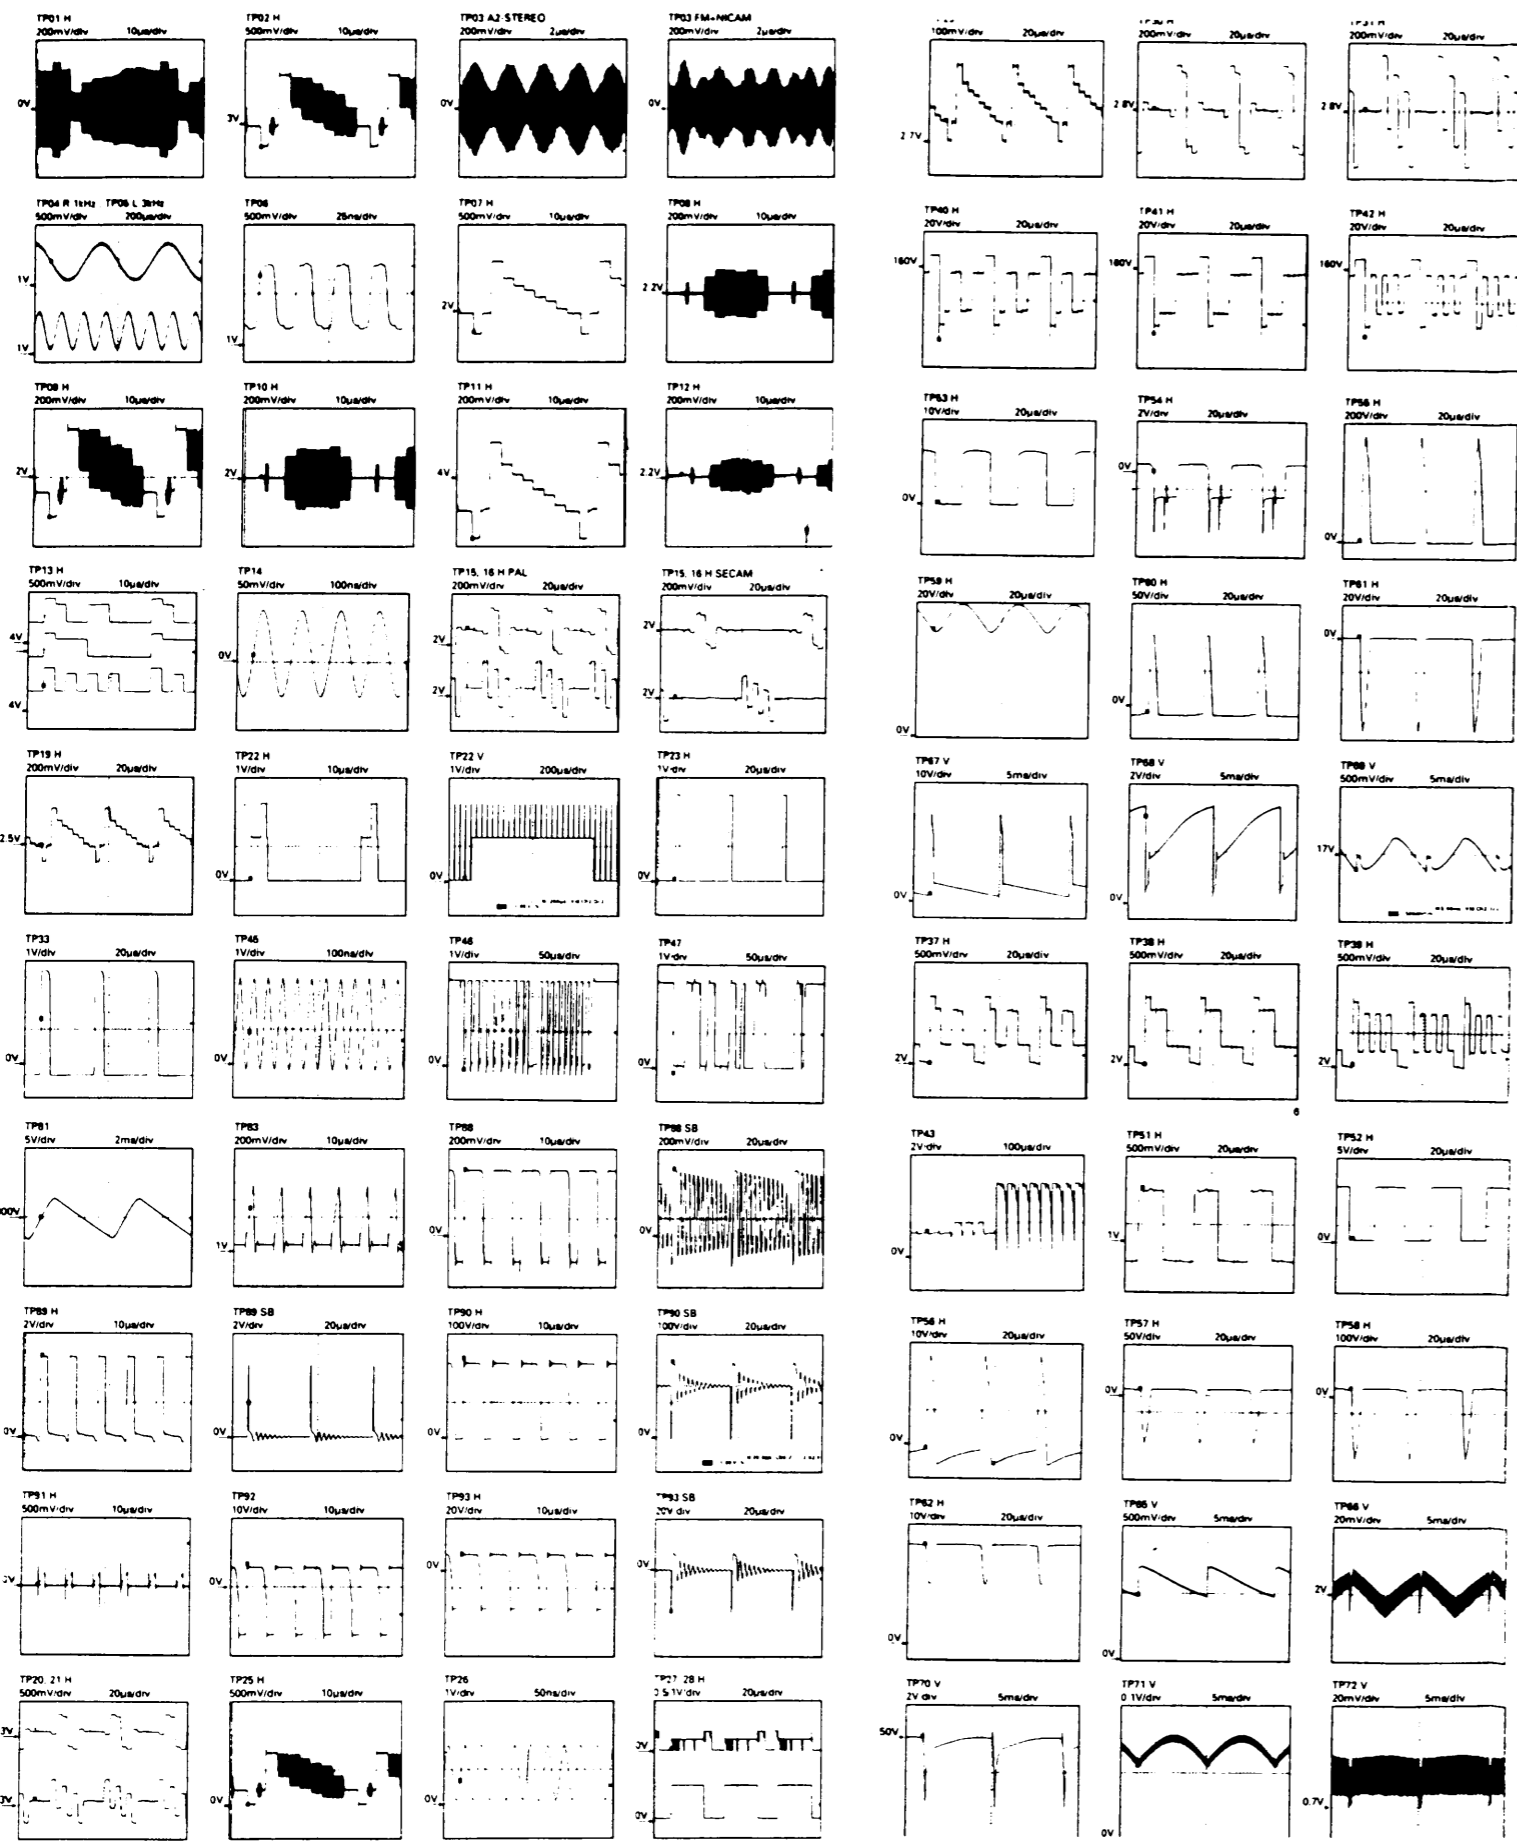 TP01 H
200mV/div 10µs/div
0V
TP02 H
500mV/div 10µs/div
3V
TP03 A2-STEREO
200mV/div 2µs/div
0V
TP03 FM+NICAM
200mV/div 2µs/div
0V
100mV/div 20µs/div
2.7V
TP30 H
200mV/div 20µs/div
2.8V
TP31 H
200mV/div 20µs/div
2.8V
TP04 R 1kHz TP05 L 3kHz
500mV/div 200µs/div
1V
1V
TP06
500mV/div 25ns/div
1V
TP07 H
500mV/div 10µs/div
2V
TP08 H
200mV/div 10µs/div
2.2V
TP40 H
20V/div 20µs/div
160V
TP41 H
20V/div 20µs/div
160V
TP42 H
20V/div 20µs/div
160V
TP09 H
200mV/div 10µs/div
2V
TP10 H
200mV/div 10µs/div
2V
TP11 H
200mV/div 10µs/div
4V
TP12 H
200mV/div 10µs/div
2.2V
TP53 H
10V/div 20µs/div
0V
TP54 H
2V/div 20µs/div
0V
TP55 H
200V/div 20µs/div
0V
TP13 H
500mV/div 10µs/div
4V
4V
TP14
50mV/div 100ns/div
0V
TP15, 16 H PAL
200mV/div 20µs/div
2V
2V
TP15, 16 H SECAM
200mV/div 20µs/div
2V
2V
TP59 H
20V/div 20µs/div
0V
TP60 H
50V/div 20µs/div
0V
TP61 H
20V/div 20µs/div
0V
TP19 H
200mV/div 20µs/div
2.5V
TP22 H
1V/div 10µs/div
0V
TP22 V
1V/div 200µs/div
0V
TP23 H
1V/div 20µs/div
0V
TP67 V
10V/div 5ms/div
0V
TP68 V
2V/div 5ms/div
0V
TP69 V
500mV/div 5ms/div
17V
TP33
1V/div 20µs/div
0V
TP45
1V/div 100ns/div
0V
TP46
1V/div 50µs/div
0V
TP47
1V/div 50µs/div
0V
TP37 H
500mV/div 20µs/div
2V
TP38 H
500mV/div 20µs/div
2V
TP39 H
500mV/div 20µs/div
2V
6
TP81
5V/div 2ms/div
TP83
200mV/div 10µs/div
1V
TP88
200mV/div 10µs/div
0V
TP88 SB
200mV/div 20µs/div
0V
TP43
2V/div 100µs/div
0V
TP51 H
500mV/div 20µs/div
1V
TP52 H
5V/div 20µs/div
0V
TP89 H
2V/div 10µs/div
0V
TP89 SB
2V/div 20µs/div
0V
TP90 H
100V/div 10µs/div
0V
TP90 SB
100V/div 20µs/div
0V
TP56 H
10V/div 20µs/div
0V
TP57 H
50V/div 20µs/div
0V
TP58 H
100V/div 20µs/div
0V
TP91 H
500mV/div 10µs/div
TP92
10V/div 10µs/div
0V
TP93 H
20V/div 10µs/div
0V
TP93 SB
20V/div 20µs/div
0V
TP62 H
10V/div 20µs/div
0V
TP65 V
500mV/div 5ms/div
0V
TP66 V
20mV/div 5ms/div
2V
TP20, 21 H
500mV/div 20µs/div
3V
3V
TP25 H
500mV/div 10µs/div
0V
TP26
1V/div 50ns/div
0V
TP27, 28 H
20µs/div
0V
0V
TP70 V
2V/div 5ms/div
50V
TP71 V
0.1V/div 5ms/div
0V
TP72 V
20mV/div 5ms/div
0.7V